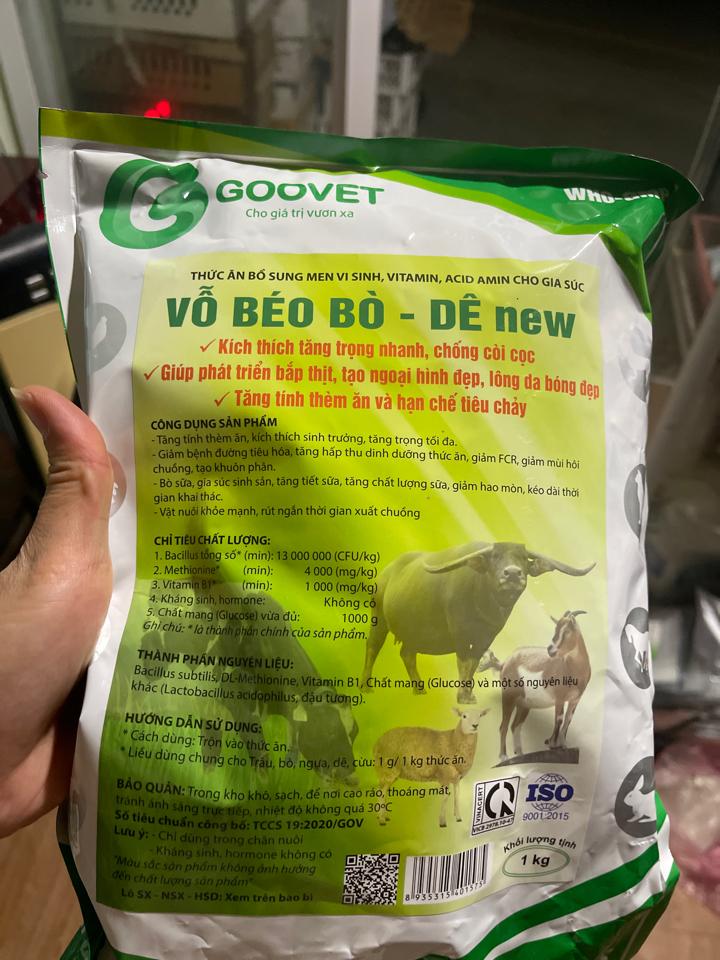 GOOVET
Cho giá trị vươn xa
THỨC ĂN BỔ SUNG MEN VI SINH, VITAMIN, ACID AMIN CHO GIA SÚC
VỖ BÉO BÒ - DÊ new
✓ Kích thích tăng trọng nhanh, chống còi cọc
✓ Giúp phát triển bắp thịt, tạo ngoại hình đẹp, lông da bóng đẹp
✓ Tăng tính thèm ăn và hạn chế tiêu chảy
CÔNG DỤNG SẢN PHẨM
- Tăng tính thèm ăn, kích thích sinh trưởng, tăng trọng tối đa.
- Giảm bệnh đường tiêu hóa, tăng hấp thu dinh dưỡng thức ăn, giảm FCR, giảm mùi hôi
chuồng, tạo khuôn phân.
- Bò sữa, gia súc sinh sản, tăng tiết sữa, tăng chất lượng sữa, giảm hao mòn, kéo dài thời
gian khai thác.
- Vật nuôi khỏe mạnh, rút ngắn thời gian xuất chuồng
CHỈ TIÊU CHẤT LƯỢNG:
1. Bacillus tổng số* (min): 13 000 000 (CFU/kg)
2. Methionine* (min): 4 000 (mg/kg)
3. Vitamin B1* (min): 1 000 (mg/kg)
4. Kháng sinh, hormone: Không có
5. Chất mang (Glucose) vừa đủ: 1000 g
Ghi chú: * là thành phần chính của sản phẩm.
THÀNH PHẦN NGUYÊN LIỆU:
Bacillus subtilis, DL-Methionine, Vitamin B1, Chất mang (Glucose) và một số nguyên liệu
khác (Lactobacillus acidophilus, đậu tương).
HƯỚNG DẪN SỬ DỤNG:
* Cách dùng: Trộn vào thức ăn.
* Liều dùng chung cho Trâu, bò, ngựa, dê, cừu: 1 g/ 1 kg thức ăn.
BẢO QUẢN: Trong kho khô, sạch, để nơi cao ráo, thoáng mát,
tránh ánh sáng trực tiếp, nhiệt độ không quá 30ºC
Số tiêu chuẩn công bố: TCCS 19:2020/GOV
Lưu ý: - Chỉ dùng trong chăn nuôi
- Kháng sinh, hormone không có
"Màu sắc sản phẩm không ảnh hưởng
đến chất lượng sản phẩm"
Lô SX - NSX - HSD: Xem trên bao bì
VINACERT
ISO
9001:2015
Khối lượng tịnh
1 kg